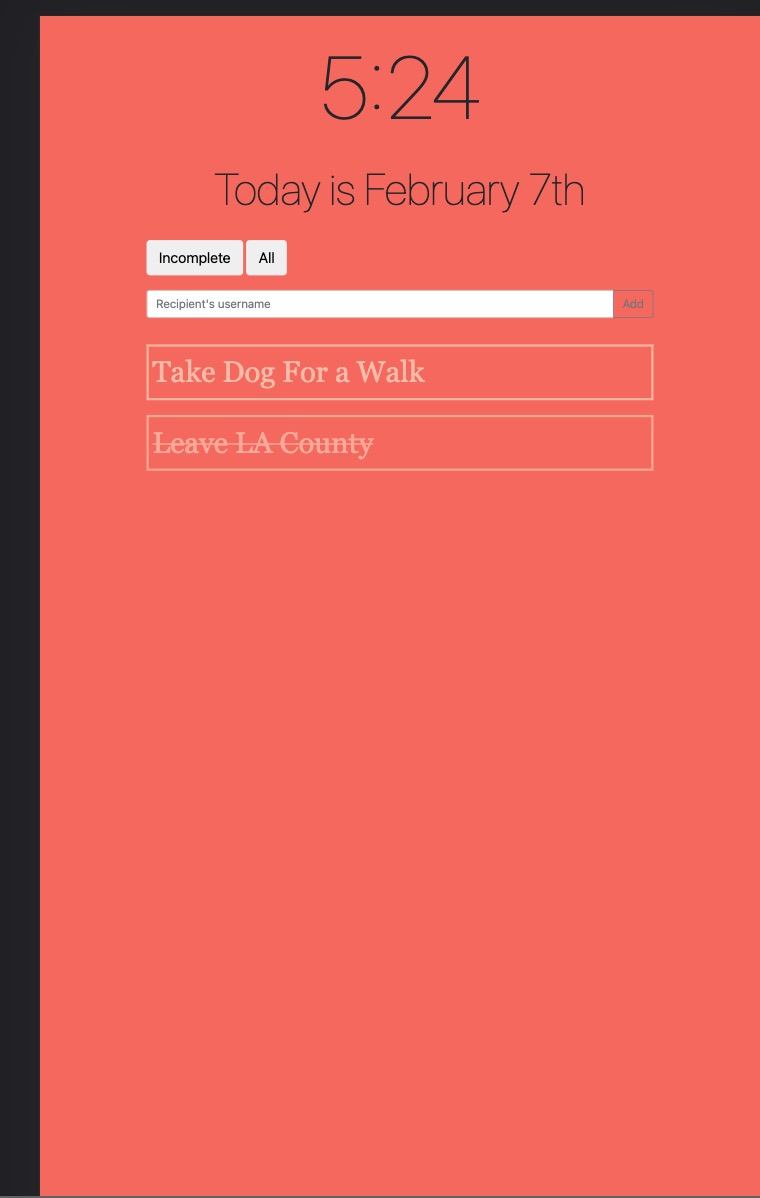 5:24
Today is February 7th
Incomplete All
Recipient's username Add
Take Dog For a Walk
Leave LA County